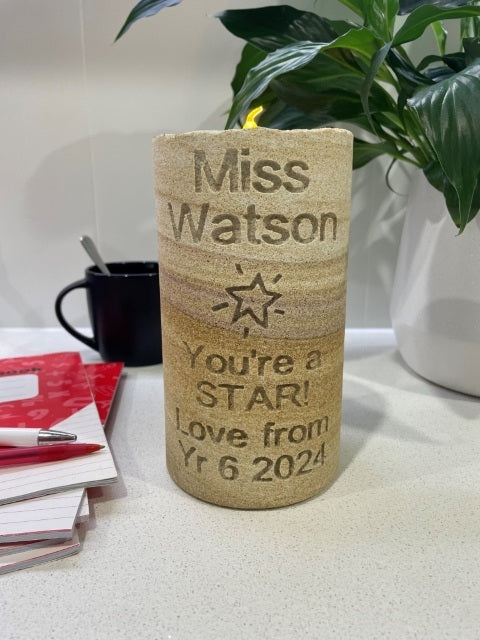 Miss
Watson
You're a
STAR!
Love from
Yr 6 2024